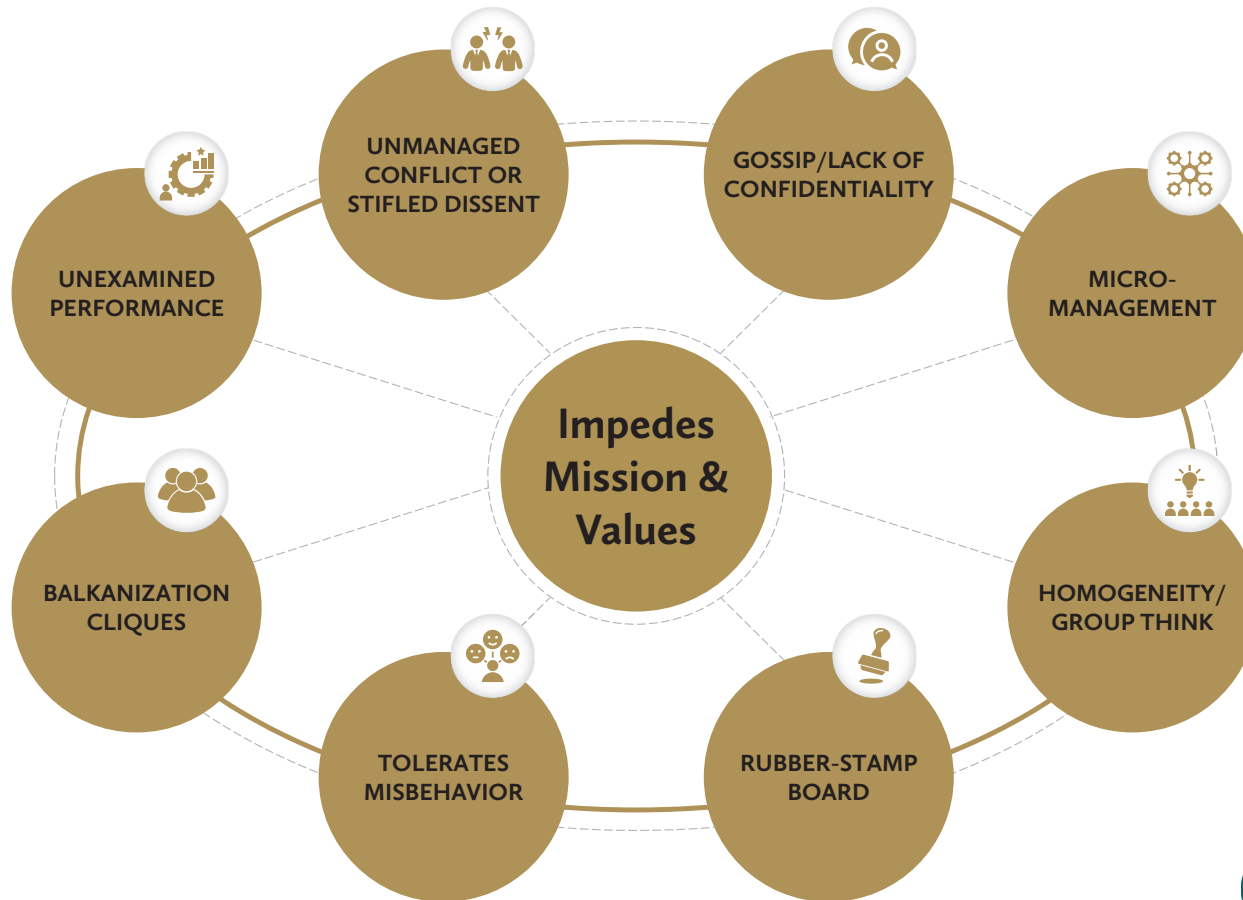 UNMANAGED
CONFLICT OR
STIFLED DISSENT
GOSSIP/LACK OF
CONFIDENTIALITY
UNEXAMINED
PERFORMANCE
MICRO-
MANAGEMENT
Impedes
Mission &
Values
BALKANIZATION
CLIQUES
HOMOGENEITY/
GROUP THINK
TOLERATES
MISBEHAVIOR
RUBBER-STAMP
BOARD